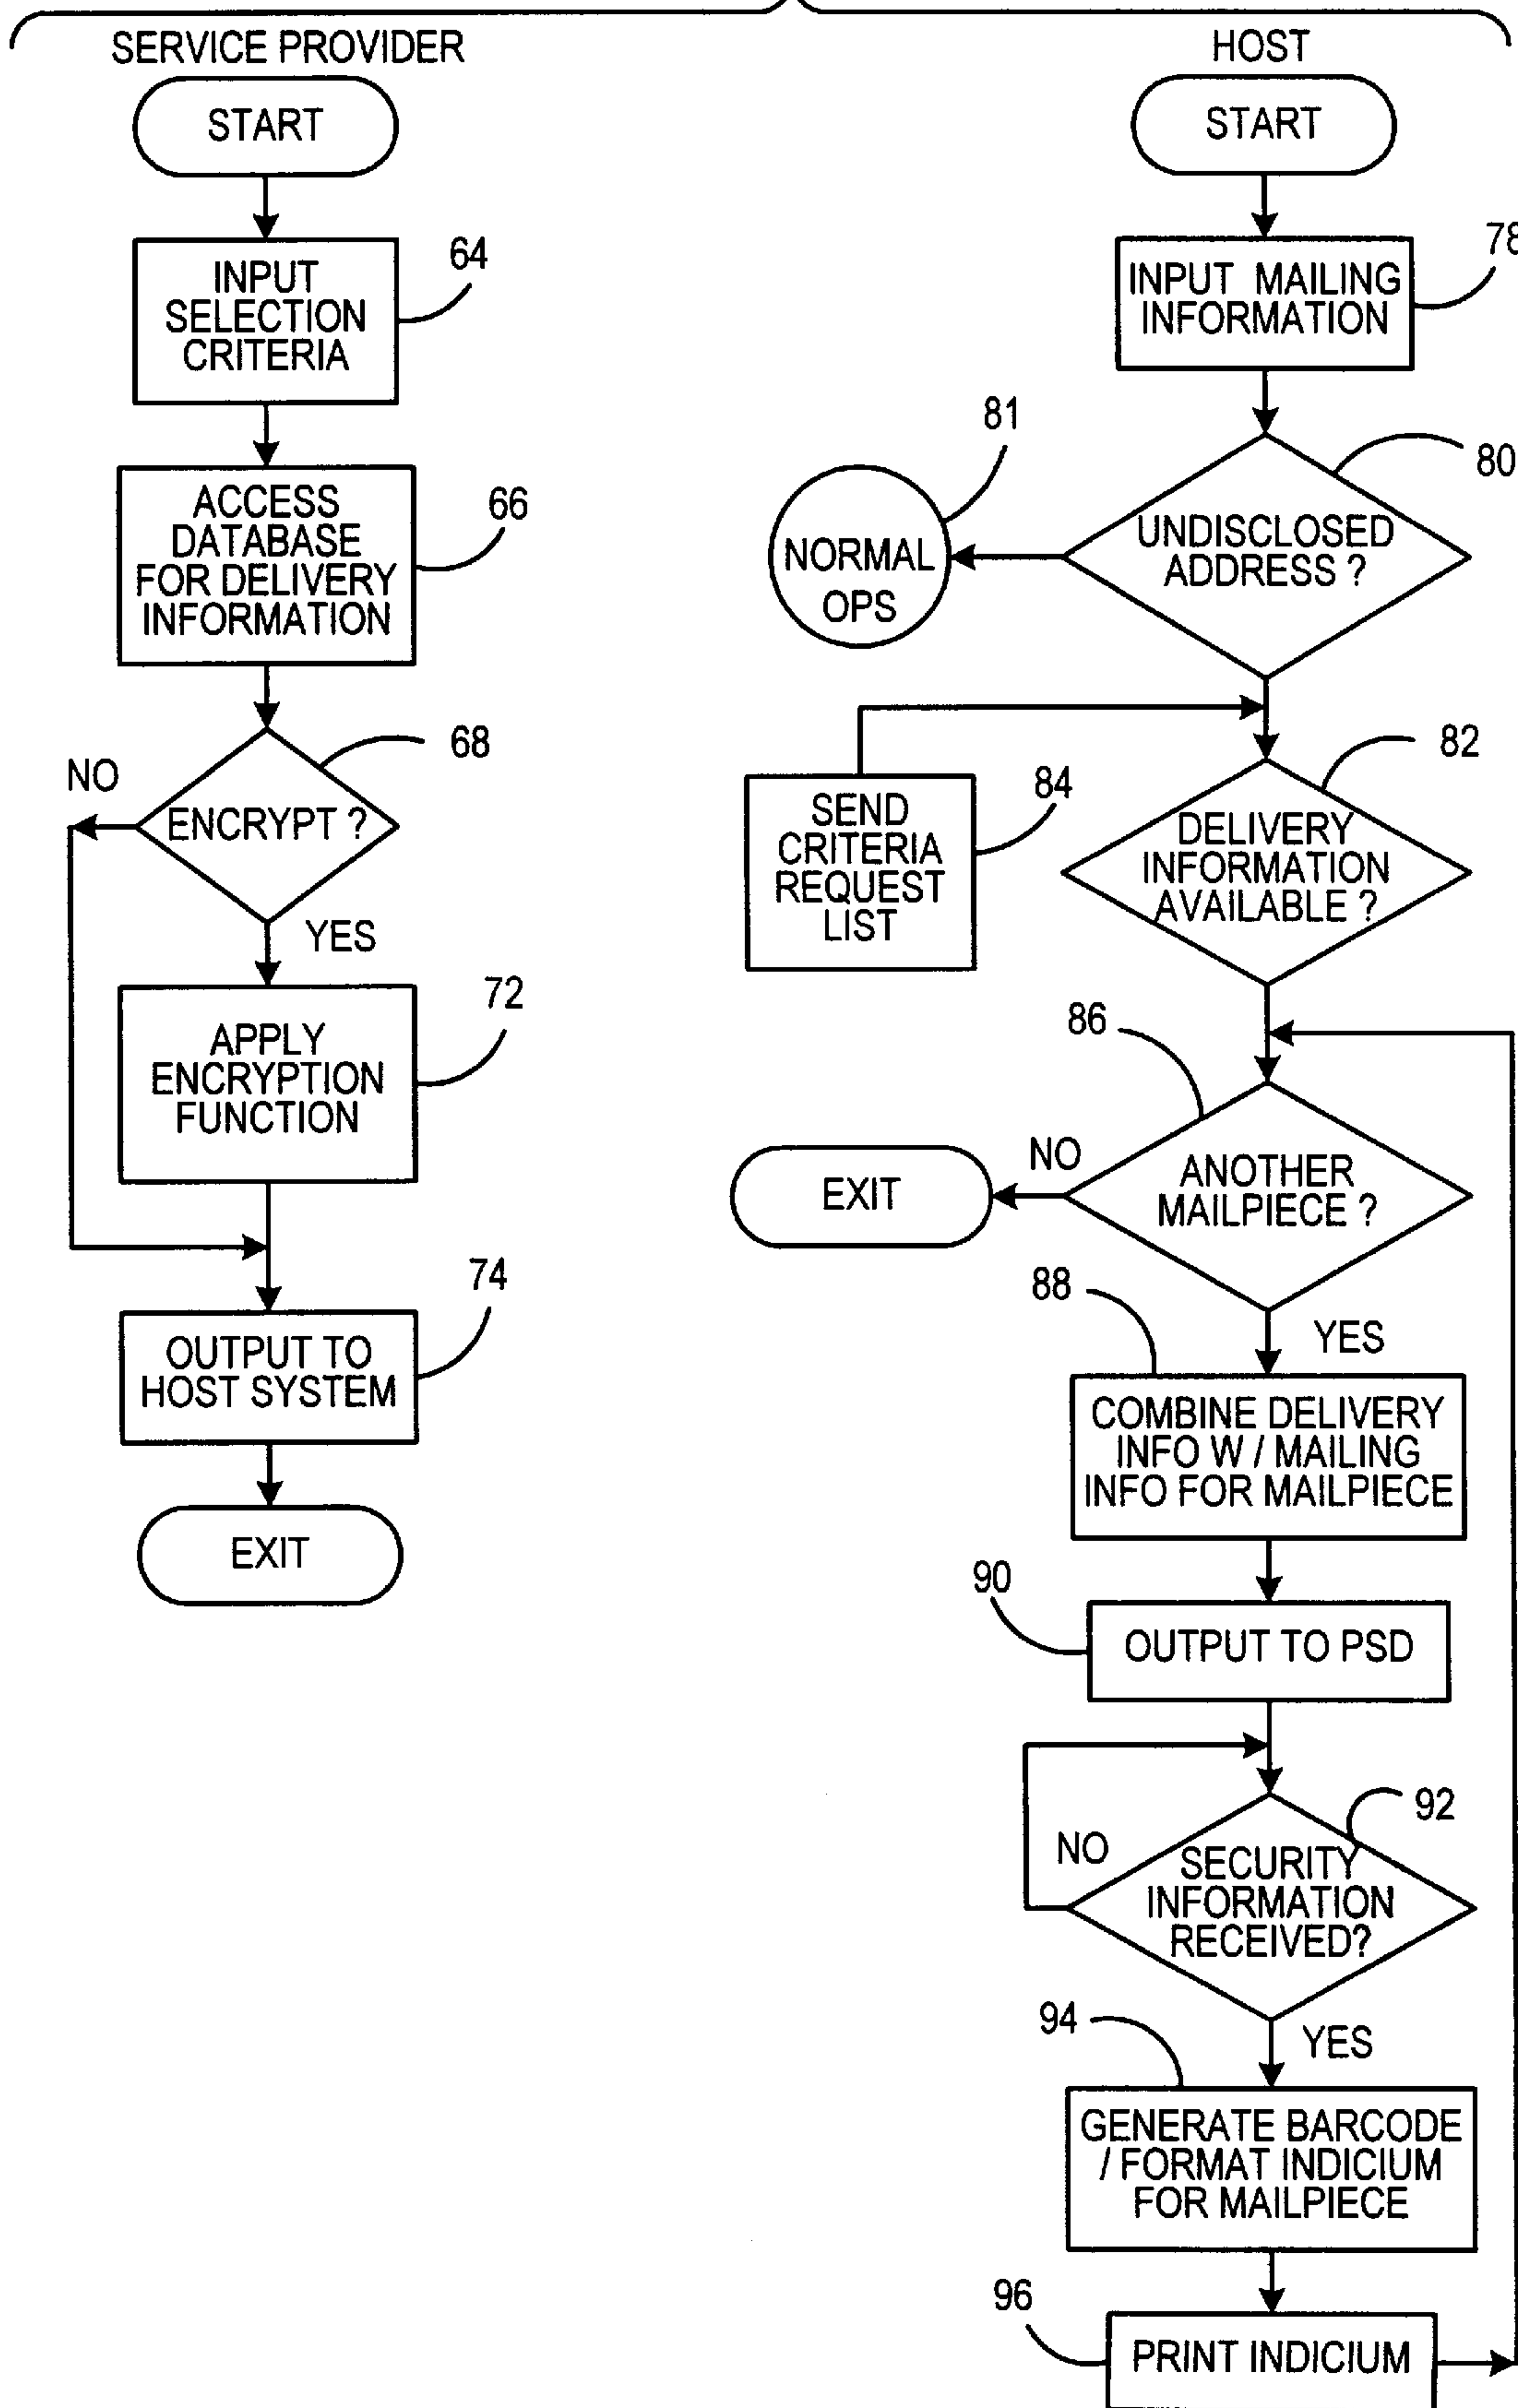 SERVICE PROVIDER
START
64
INPUT
SELECTION
CRITERIA
66
ACCESS
DATABASE
FOR DELIVERY
INFORMATION
68
NO
ENCRYPT ?
YES
72
APPLY
ENCRYPTION
FUNCTION
74
OUTPUT TO
HOST SYSTEM
EXIT
HOST
START
78
INPUT MAILING
INFORMATION
81
80
NORMAL
OPS
UNDISCLOSED
ADDRESS ?
82
84
SEND
CRITERIA
REQUEST
LIST
DELIVERY
INFORMATION
AVAILABLE ?
86
NO
EXIT
ANOTHER
MAILPIECE ?
88
YES
COMBINE DELIVERY
INFO W / MAILING
INFO FOR MAILPIECE
90
OUTPUT TO PSD
92
NO
SECURITY
INFORMATION
RECEIVED?
94
YES
GENERATE BARCODE
/ FORMAT INDICIUM
FOR MAILPIECE
96
PRINT INDICIUM